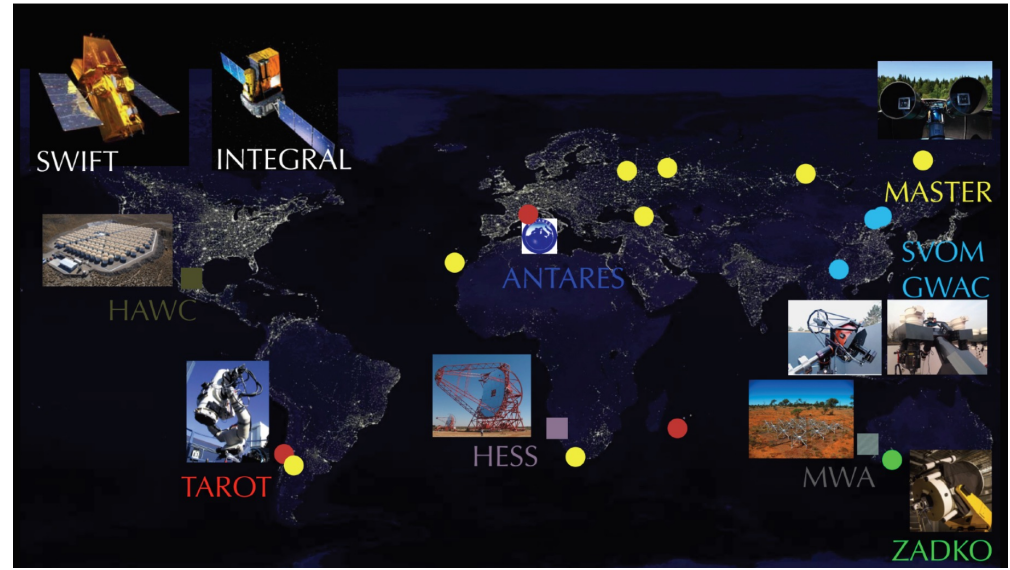 SWIFT
INTEGRAL
MASTER
ANTARES
SVOM
GWAC
HAWC
TAROT
HESS
MWA
ZADKO